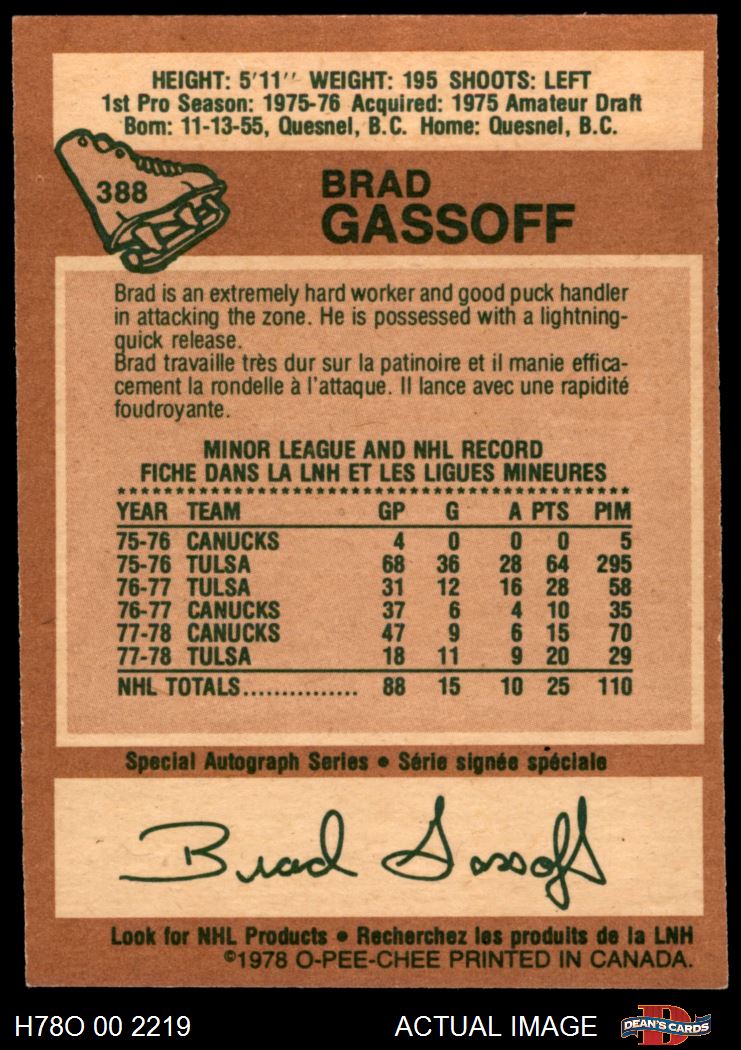 HEIGHT: 5'11'' WEIGHT: 195 SHOOTS: LEFT
1st Pro Season: 1975-76 Acquired: 1975 Amateur Draft
Born: 11-13-55, Quesnel, B.C. Home: Quesnel, B.C.
388
BRAD
GASSOFF
Brad is an extremely hard worker and good puck handler
in attacking the zone. He is possessed with a lightning-
quick release.
Brad travaille très dur sur la patinoire et il manie effica-
cement la rondelle à l'attaque. Il lance avec une rapidité
foudroyante.
MINOR LEAGUE AND NHL RECORD
FICHE DANS LA LNH ET LES LIGUES MINEURES
YEAR TEAM GP G A PTS PIM
75-76 CANUCKS 4 0 0 0 5
75-76 TULSA 68 36 28 64 295
76-77 TULSA 31 12 16 28 58
76-77 CANUCKS 37 6 4 10 35
77-78 CANUCKS 47 9 6 15 70
77-78 TULSA 18 11 9 20 29
NHL TOTALS............... 88 15 10 25 110
Special Autograph Series • Série signée spéciale
Brad Gassoff
Look for NHL Products • Recherchez les produits de la LNH
©1978 O-PEE-CHEE PRINTED IN CANADA.
H78O 00 2219 ACTUAL IMAGE D DEAN'S CARDS